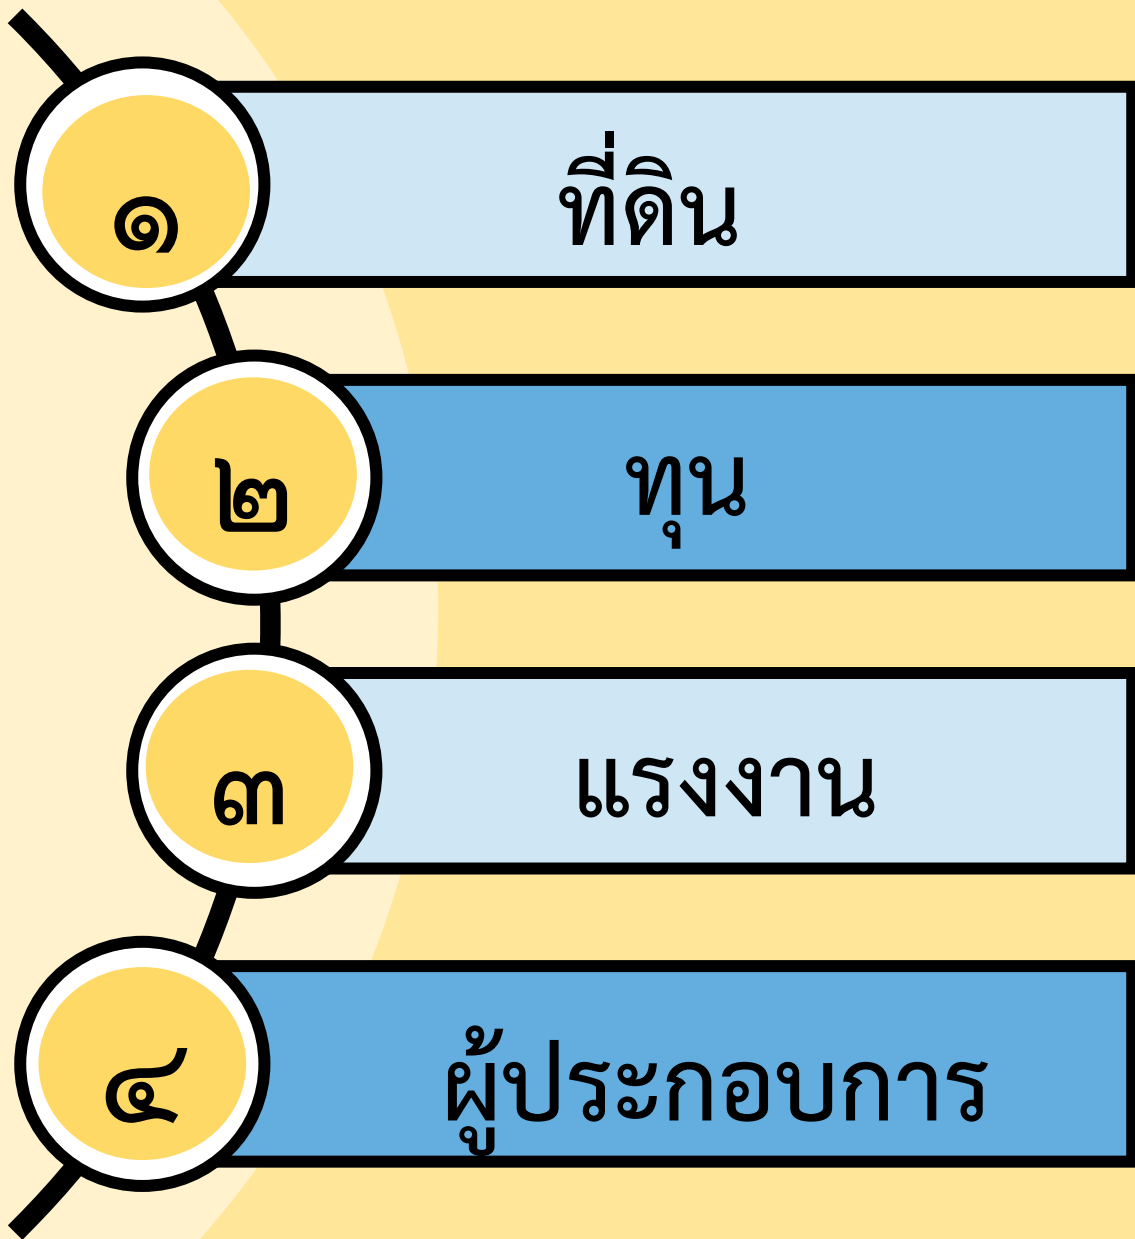 ๑ ที่ดิน
๒ ทุน
๓ แรงงาน
๔ ผู้ประกอบการ